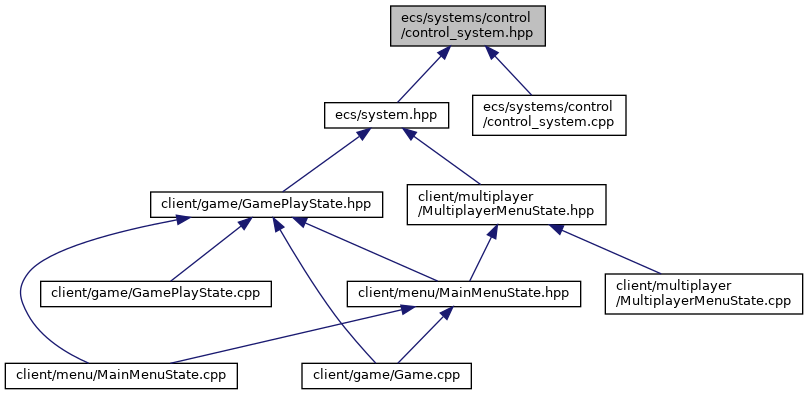 ecs/systems/control
/control_system.hpp
ecs/system.hpp
ecs/systems/control
/control_system.cpp
client/game/GamePlayState.hpp
client/multiplayer
/MultiplayerMenuState.hpp
client/game/GamePlayState.cpp
client/menu/MainMenuState.hpp
client/multiplayer
/MultiplayerMenuState.cpp
client/menu/MainMenuState.cpp
client/game/Game.cpp